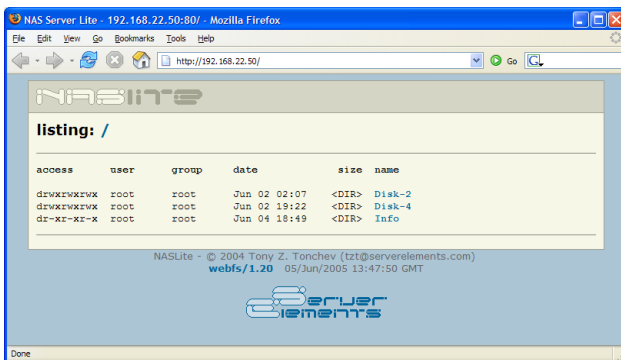 NAS Server Lite - 192.168.22.50:80/ - Mozilla Firefox
File Edit View Go Bookmarks Tools Help
http://192.168.22.50/ Go G
NASLITE
listing: /
access user group date size name
drwxrwxrwx root root Jun 02 02:07 <DIR> Disk-2
drwxrwxrwx root root Jun 02 19:22 <DIR> Disk-4
dr-xr-xr-x root root Jun 04 18:49 <DIR> Info
NASLite - © 2004 Tony Z. Tonchev (tzt@serverelements.com)
webfs/1.20 05/Jun/2005 13:47:50 GMT
Server
Elements
Done